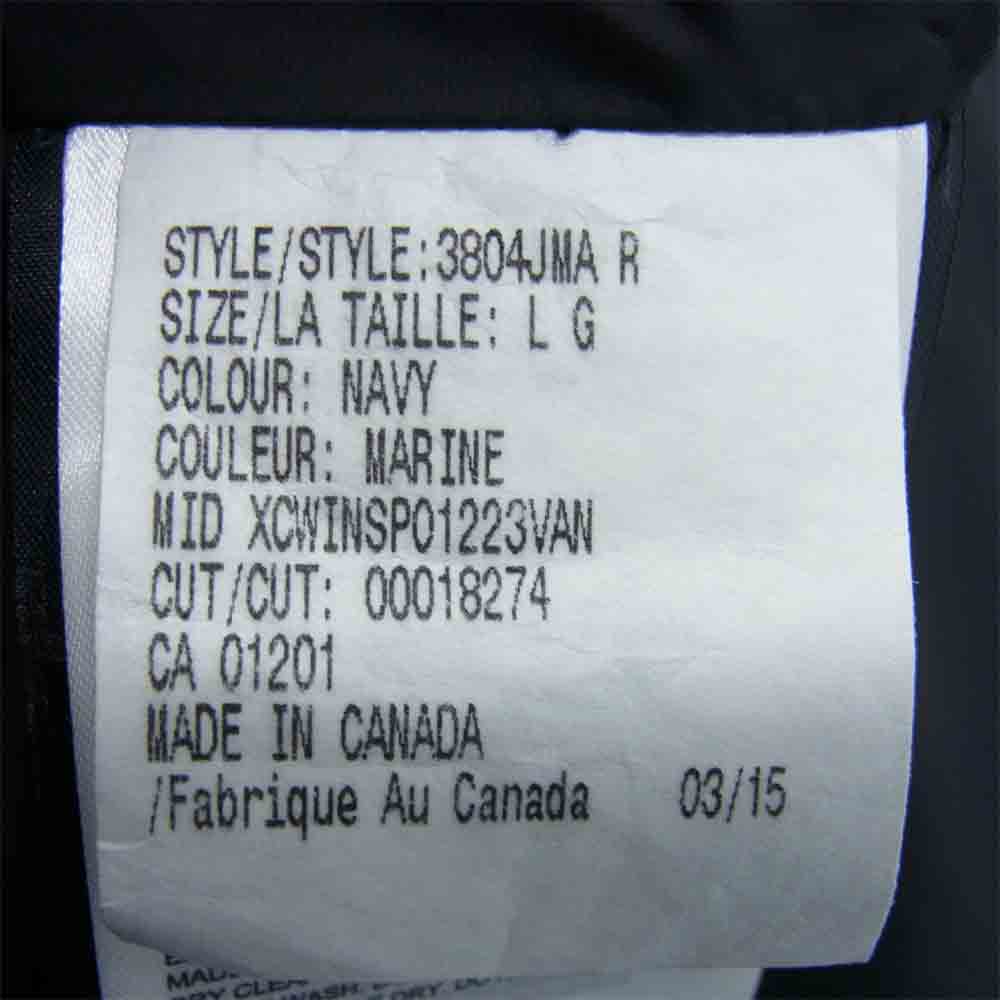 STYLE/STYLE:3804JMA R
SIZE/LA TAILLE: L G
COLOUR: NAVY
COULEUR: MARINE
MID XCWINSPO1223VAN
CUT/CUT: 00018274
CA 01201
MADE IN CANADA
/Fabrique Au Canada 03/15